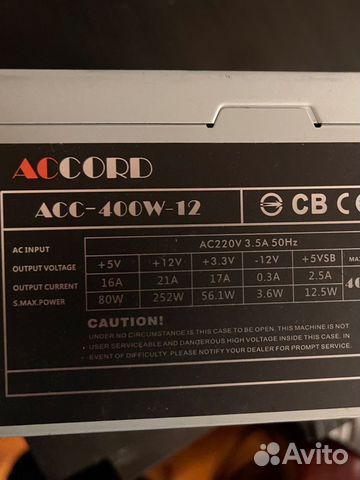 ACCORD
ACC-400W-12 CB CE
AC INPUT AC220V 3.5A 50Hz
OUTPUT VOLTAGE +5V +12V +3.3V -12V +5VSB
OUTPUT CURRENT 16A 21A 17A 0.3A 2.5A
S.MAX.POWER 80W 252W 56.1W 3.6W 12.5W
CAUTION!
UNDER NO CIRCUMSTANCE IS THIS CASE TO BE OPEN. THIS MACHINE IS NOT
USER SERVICEABLE AND DANGEROUS HIGH VOLTAGE INSIDE THIS CASE. IN
EVENT OF DIFFICULTY. PLEASE NOTIFY YOUR DEALER FOR PROMPT SERVICE.
Avito